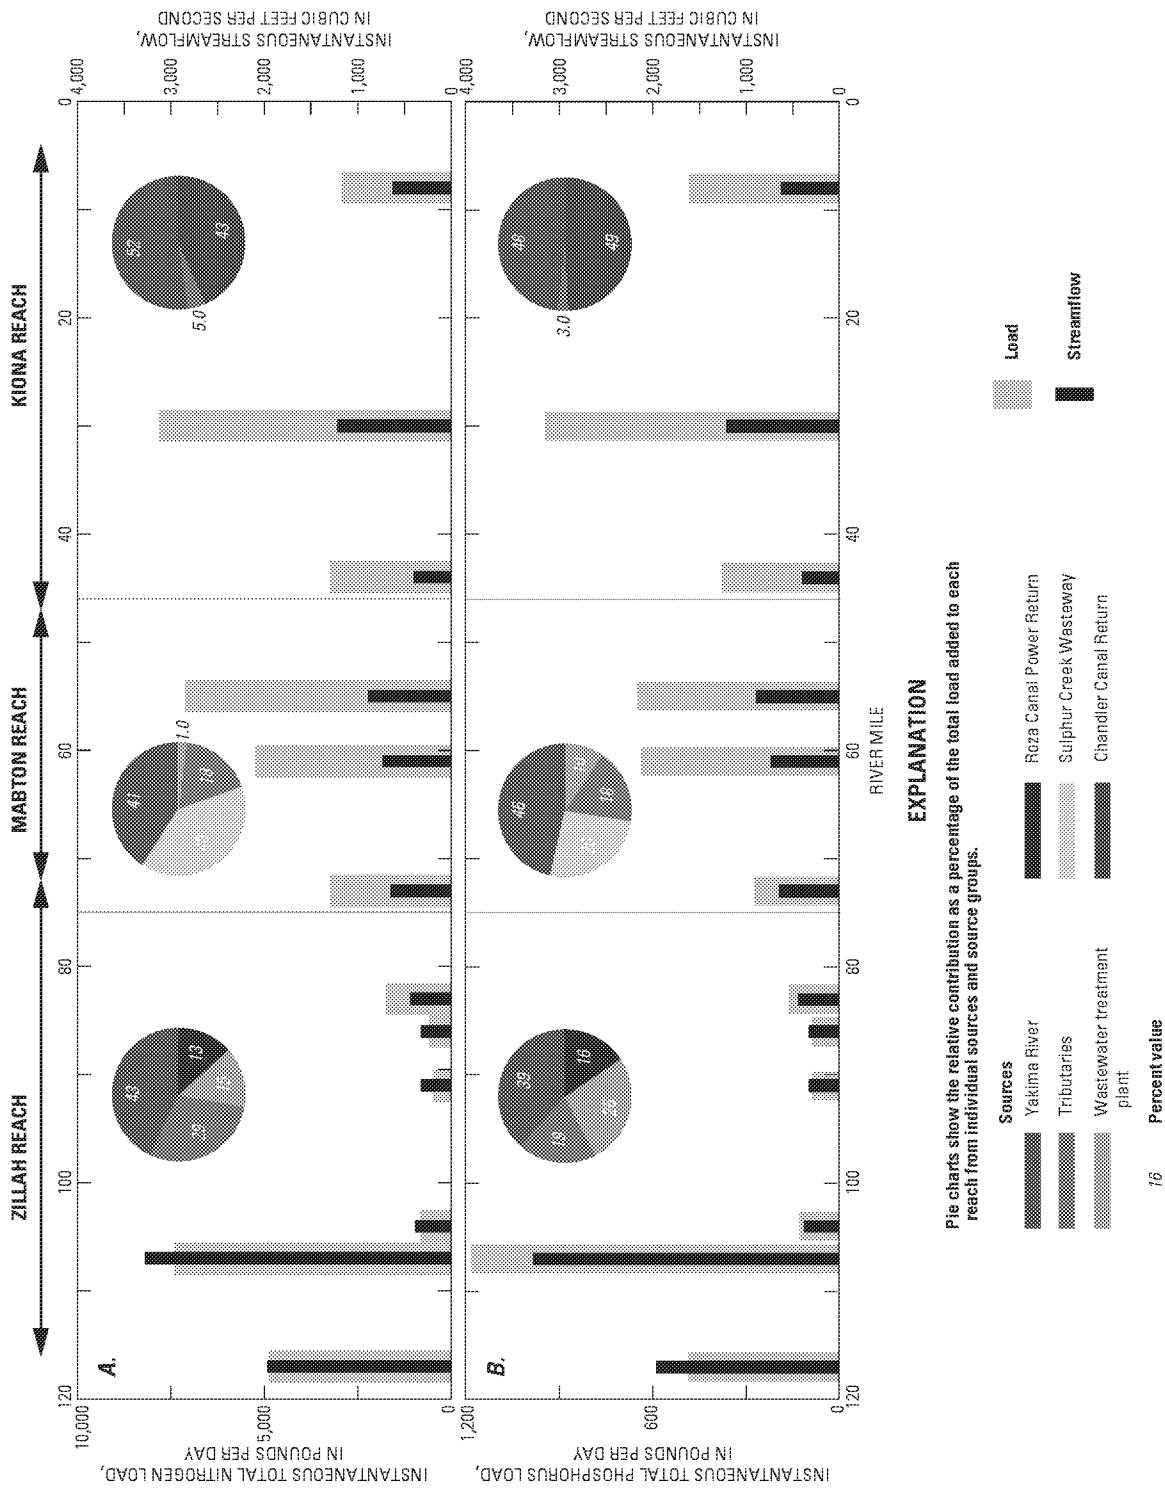 ZILLAH REACH
MABTON REACH
KIONA REACH
INSTANTANEOUS TOTAL NITROGEN LOAD,
IN POUNDS PER DAY
10,000
5,000
0
A.
43
13
29
41
1.0
18
52
43
5.0
4,000
3,000
2,000
1,000
0
INSTANTANEOUS STREAMFLOW,
IN CUBIC FEET PER SECOND
120
100
80
60
40
20
0
INSTANTANEOUS TOTAL PHOSPHORUS LOAD,
IN POUNDS PER DAY
1,200
600
0
B.
39
16
19
46
10
18
48
49
3.0
4,000
3,000
2,000
1,000
0
INSTANTANEOUS STREAMFLOW,
IN CUBIC FEET PER SECOND
120
100
80
60
40
20
0
RIVER MILE
EXPLANATION
Pie charts show the relative contribution as a percentage of the total load added to each
reach from individual sources and source groups.
Sources
Yakima River
Tributaries
Wastewater treatment
plant
Roza Canal Power Return
Sulphur Creek Wasteway
Chandler Canal Return
Load
Streamflow
16 Percent value